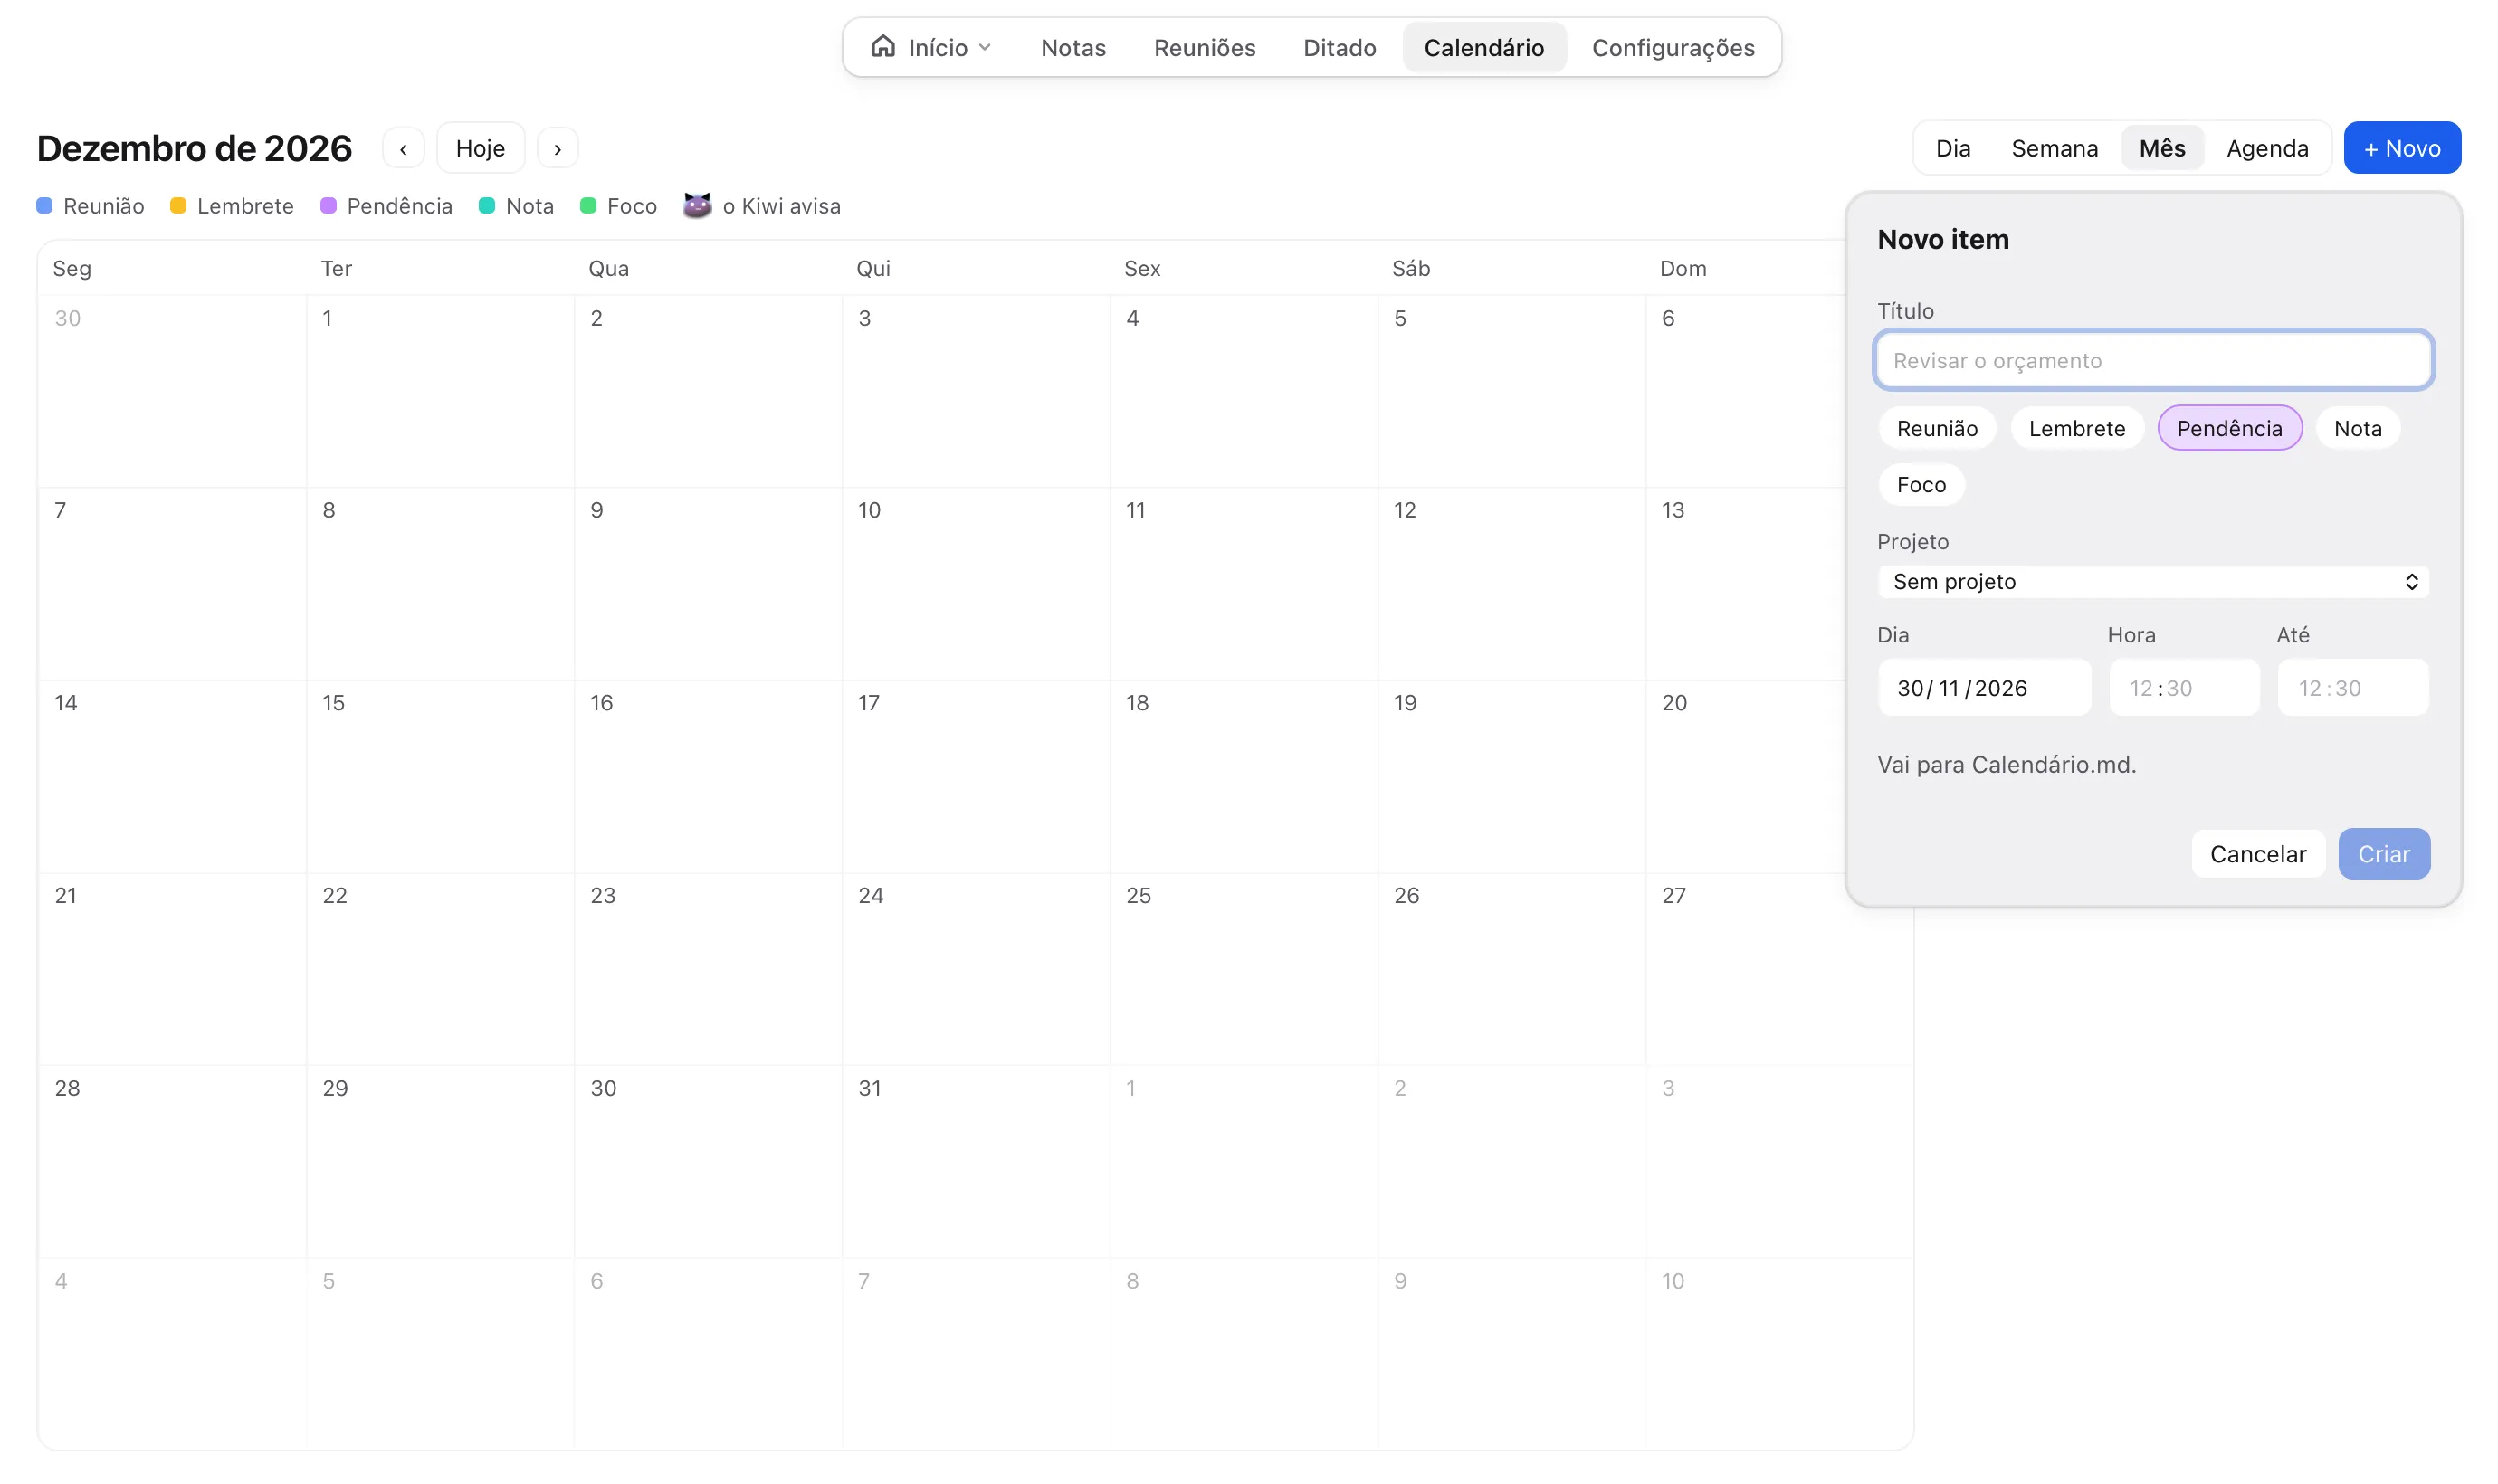 Início Notas Reuniões Ditado Calendário Configurações
Dezembro de 2026 ‹ Hoje › Dia Semana Mês Agenda + Novo
Reunião Lembrete Pendência Nota Foco o Kiwi avisa
Seg Ter Qua Qui Sex Sáb Dom
30 1 2 3 4 5 6
7 8 9 10 11 12 13
14 15 16 17 18 19 20
21 22 23 24 25 26 27
28 29 30 31 1 2 3
4 5 6 7 8 9 10
Novo item
Título
Revisar o orçamento
Reunião Lembrete Pendência Nota
Foco
Projeto
Sem projeto
Dia Hora Até
30/11/2026 12:30 12:30
Vai para Calendário.md.
Cancelar Criar